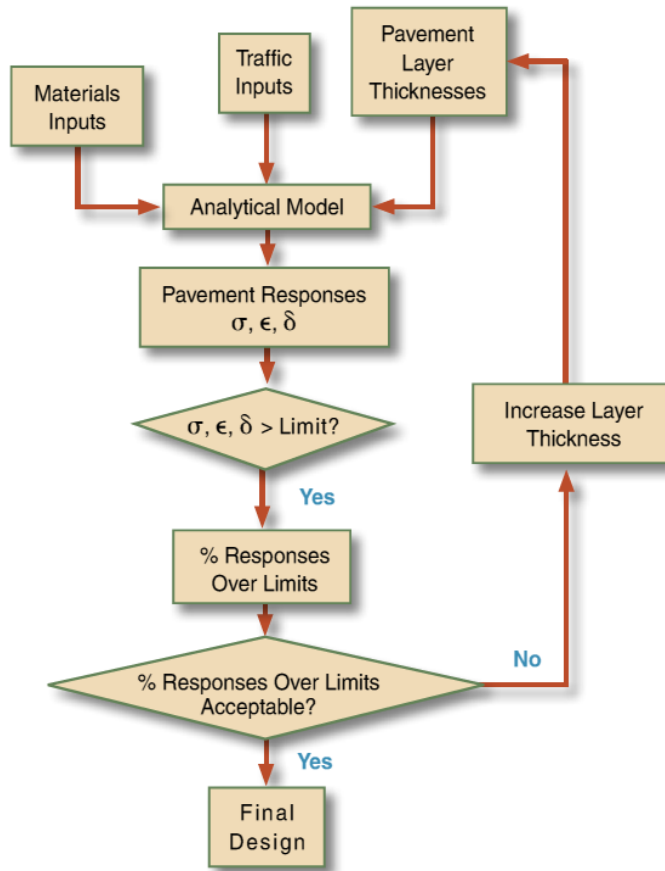 Materials
Inputs
Traffic
Inputs
Pavement
Layer
Thicknesses
Analytical Model
Pavement Responses
σ, ϵ, δ
σ, ϵ, δ > Limit?
Increase Layer
Thickness
Yes
% Responses
Over Limits
No
% Responses Over Limits
Acceptable?
Yes
Final
Design